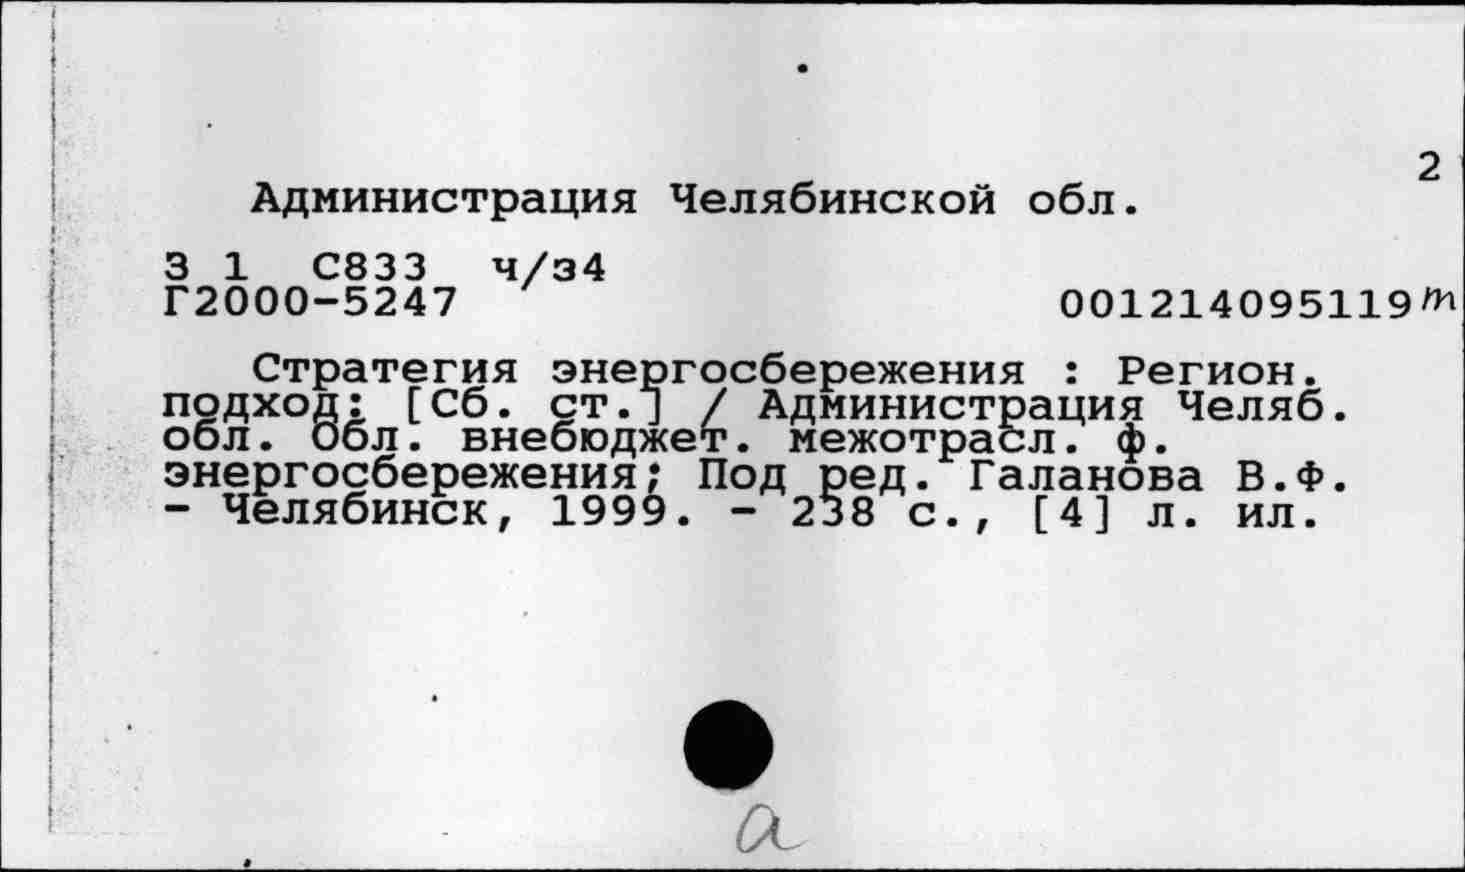 2
Администрация Челябинской обл.
З 1 С833 ч/з4
Г2000-5247 001214095119m
Стратегия энергосбережения : Регион.
подход: [Сб. ст.] / Администрация Челяб.
обл. Обл. внебюджет. межотрасл. ф.
энергосбережения; Под ред. Галанова В.Ф.
- Челябинск, 1999. - 238 с., [4] л. ил.
а